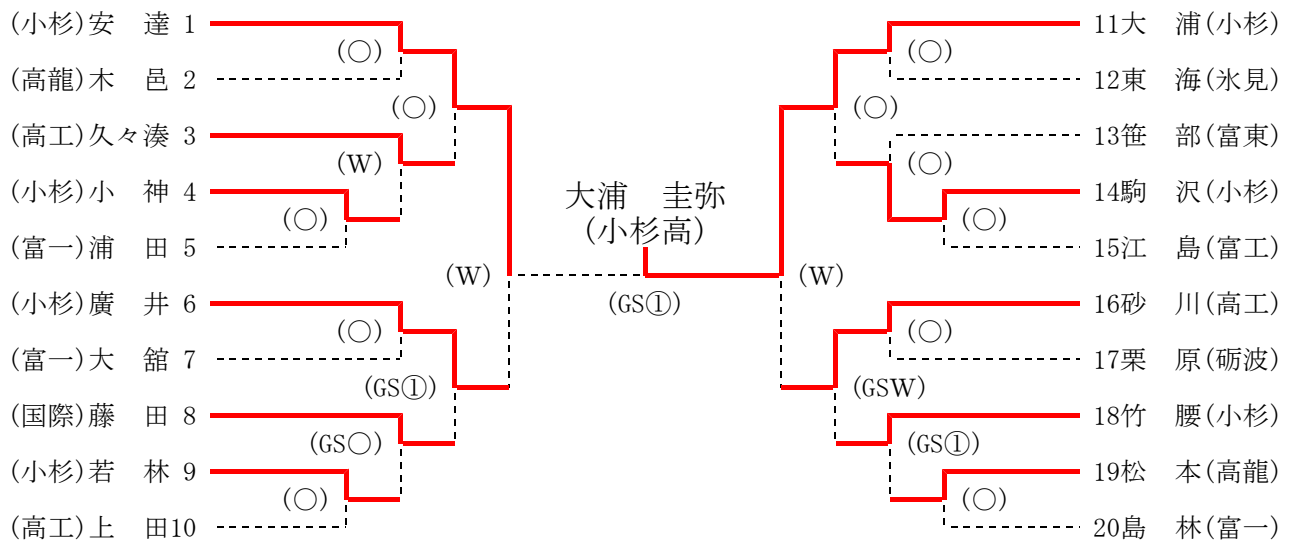 (小杉)安　達 1
(○)
(高龍)木　邑 2
(○)
(高工)久々湊 3
(W)
(小杉)小　神 4
(○)
(富一)浦　田 5
(W)
(小杉)廣　井 6
(○)
(富一)大　舘 7
(GS①)
(国際)藤　田 8
(GS○)
(小杉)若　林 9
(○)
(高工)上　田10
大浦　圭弥
(小杉高)
(GS①)
11大　浦(小杉)
(○)
12東　海(氷見)
(○)
13笹　部(富東)
(○)
14駒　沢(小杉)
(○)
15江　島(富工)
(W)
16砂　川(高工)
(○)
17栗　原(砺波)
(GSW)
18竹　腰(小杉)
(GS①)
19松　本(高龍)
(○)
20島　林(富一)